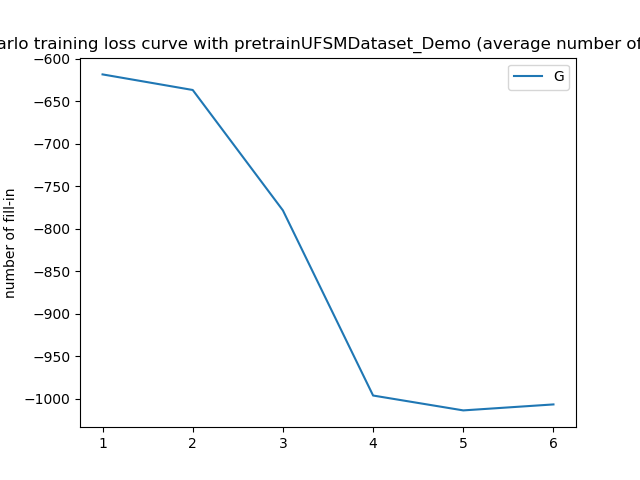 arlo training loss curve with pretrainUFSMDataset_Demo (average number of
G
number of fill-in
−600
−650
−700
−750
−800
−850
−900
−950
−1000
1 2 3 4 5 6